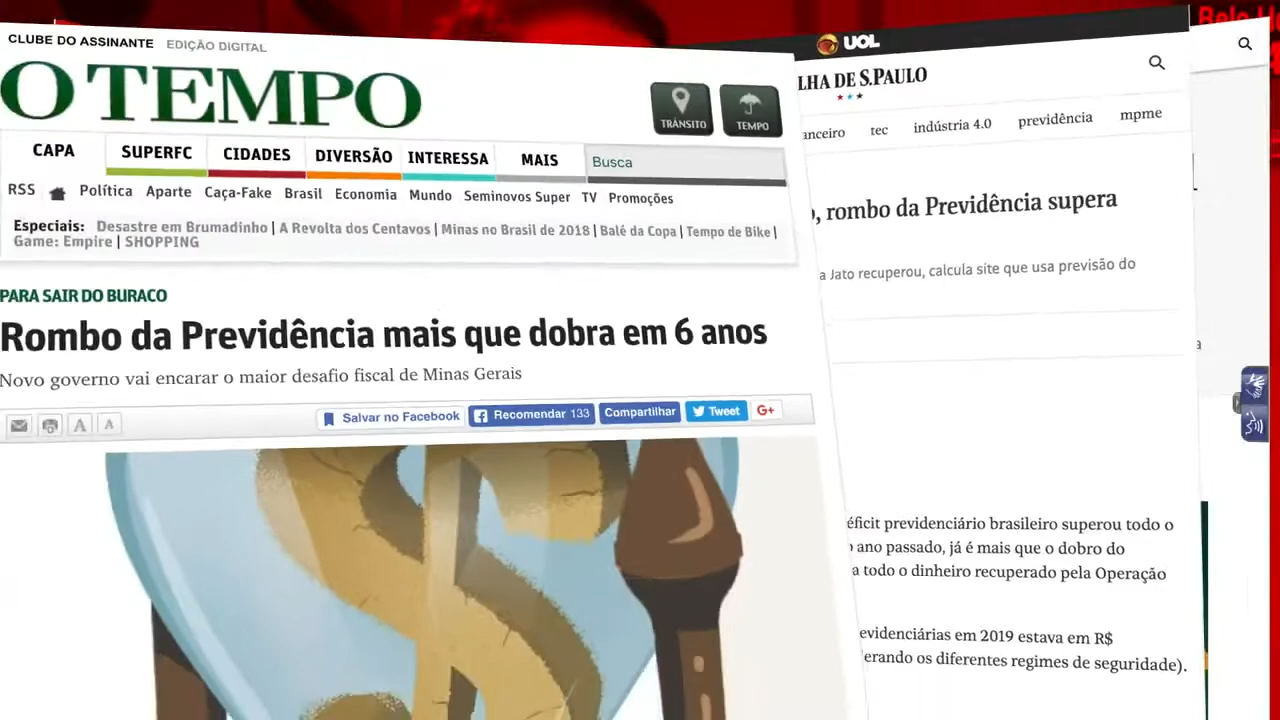 CLUBE DO ASSINANTE EDIÇÃO DIGITAL
O TEMPO
TRÂNSITO
TEMPO
CAPA SUPERFC CIDADES DIVERSÃO INTERESSA MAIS Busca
RSS Política Aparte Caça-Fake Brasil Economia Mundo Seminovos Super TV Promoções
Especiais: Desastre em Brumadinho | A Revolta dos Centavos | Minas no Brasil de 2018 | Balé da Copa | Tempo de Bike |
Game: Empire | SHOPPING
PARA SAIR DO BURACO
Rombo da Previdência mais que dobra em 6 anos
Novo governo vai encarar o maior desafio fiscal de Minas Gerais
A A
Salvar no Facebook
Recomendar 133
Compartilhar
Tweet
G+
UOL
LHA DE S.PAULO
anceiro tec indústria 4.0 previdência mpme
, rombo da Previdência supera
a Jato recuperou, calcula site que usa previsão do
éficit previdenciário brasileiro superou todo o
ano passado, já é mais que o dobro do
a todo o dinheiro recuperado pela Operação
evidenciárias em 2019 estava em R$
erando os diferentes regimes de seguridade).